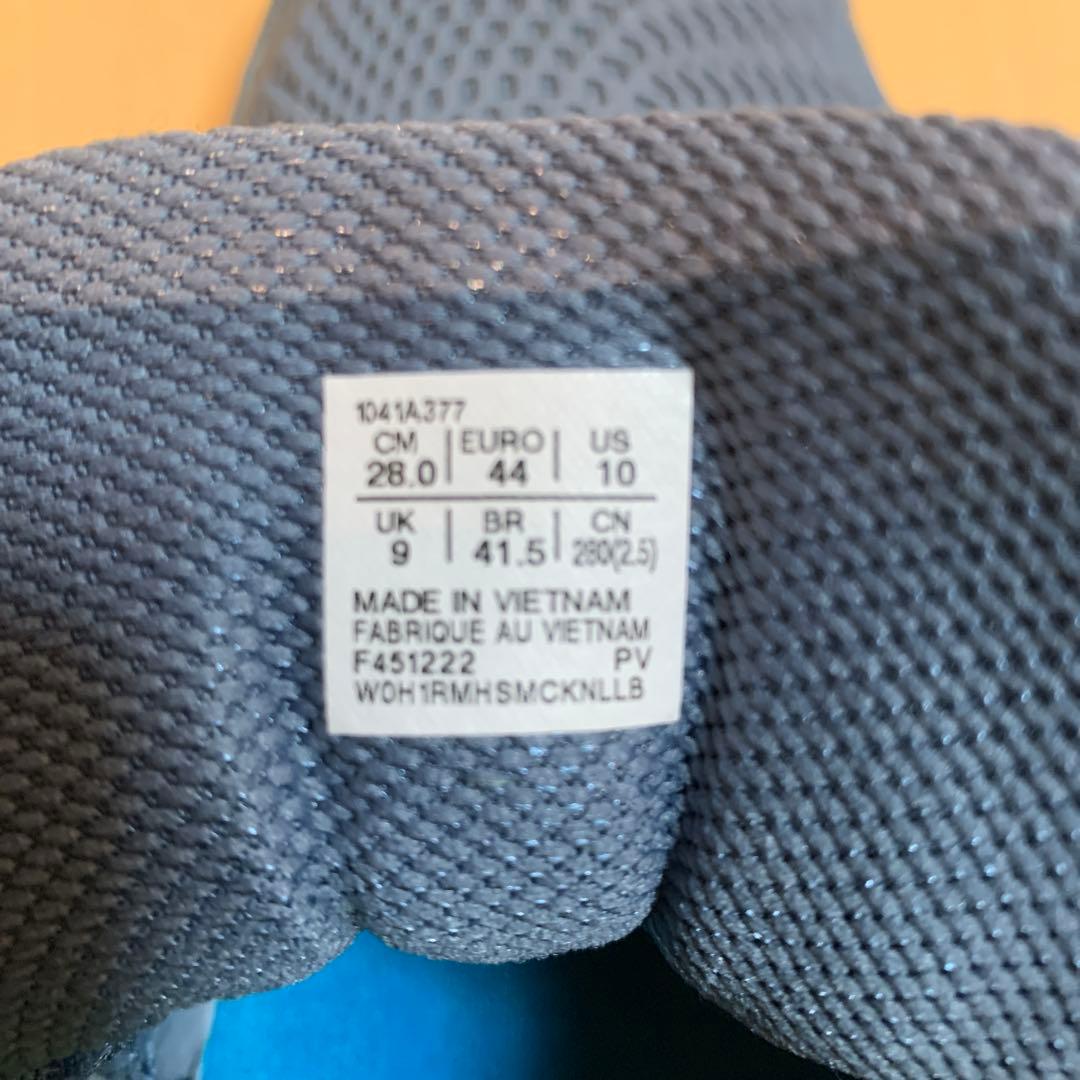 1041A377
CM | EURO | US
28.0 | 44 | 10
UK | BR | CN
9 | 41.5 | 280(2.5)
MADE IN VIETNAM
FABRIQUE AU VIETNAM
F451222 PV
W0H1RMHSMCKNLLB